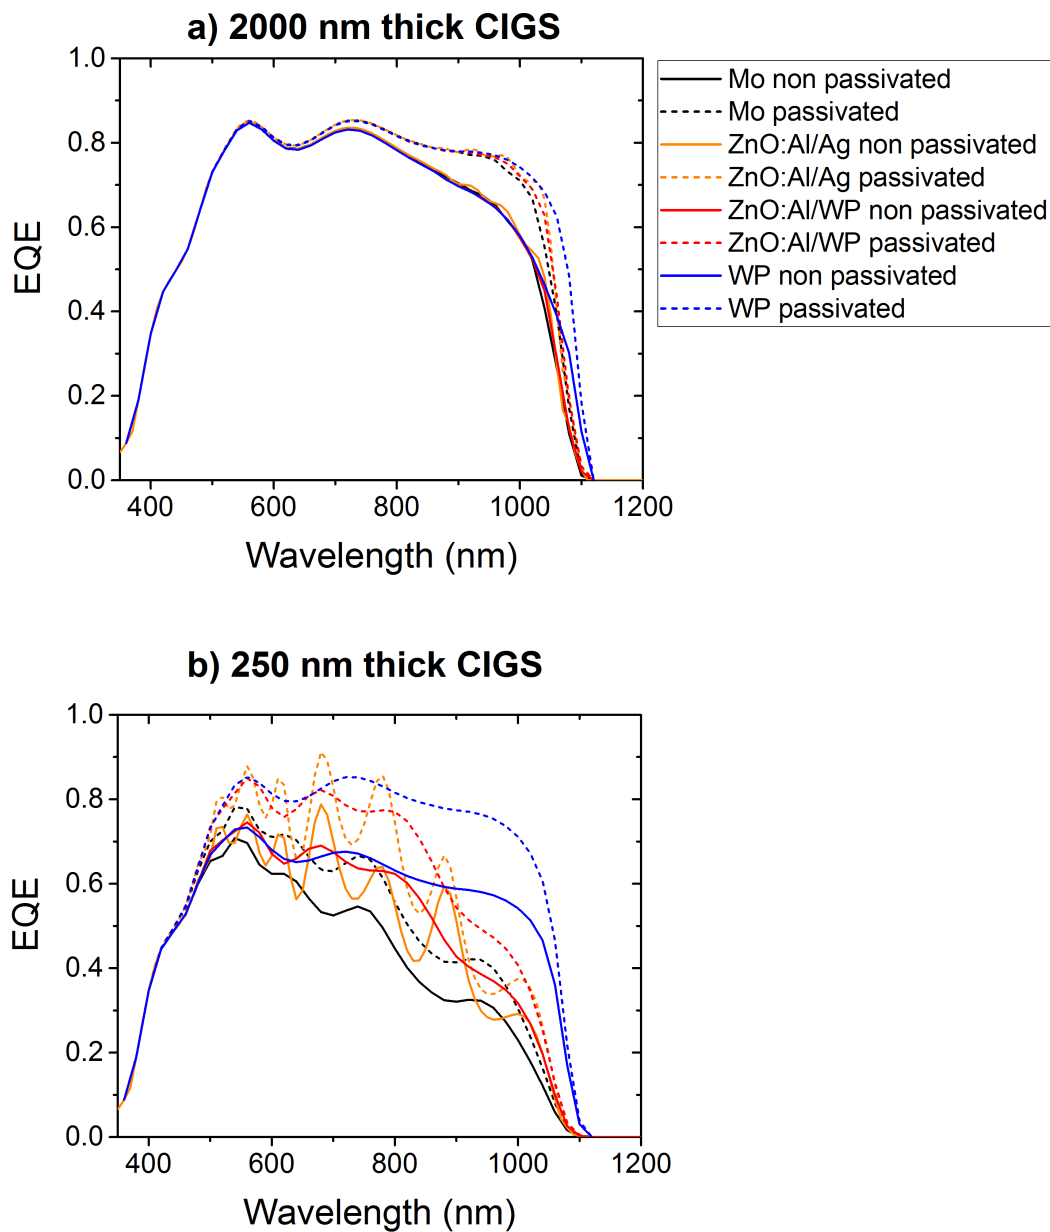 a) 2000 nm thick CIGS
EQE
1.0
0.8
0.6
0.4
0.2
0.0
400
600
800
1000
1200
Wavelength (nm)
Mo non passivated
Mo passivated
ZnO:Al/Ag non passivated
ZnO:Al/Ag passivated
ZnO:Al/WP non passivated
ZnO:Al/WP passivated
WP non passivated
WP passivated
b) 250 nm thick CIGS
EQE
1.0
0.8
0.6
0.4
0.2
0.0
400
600
800
1000
1200
Wavelength (nm)